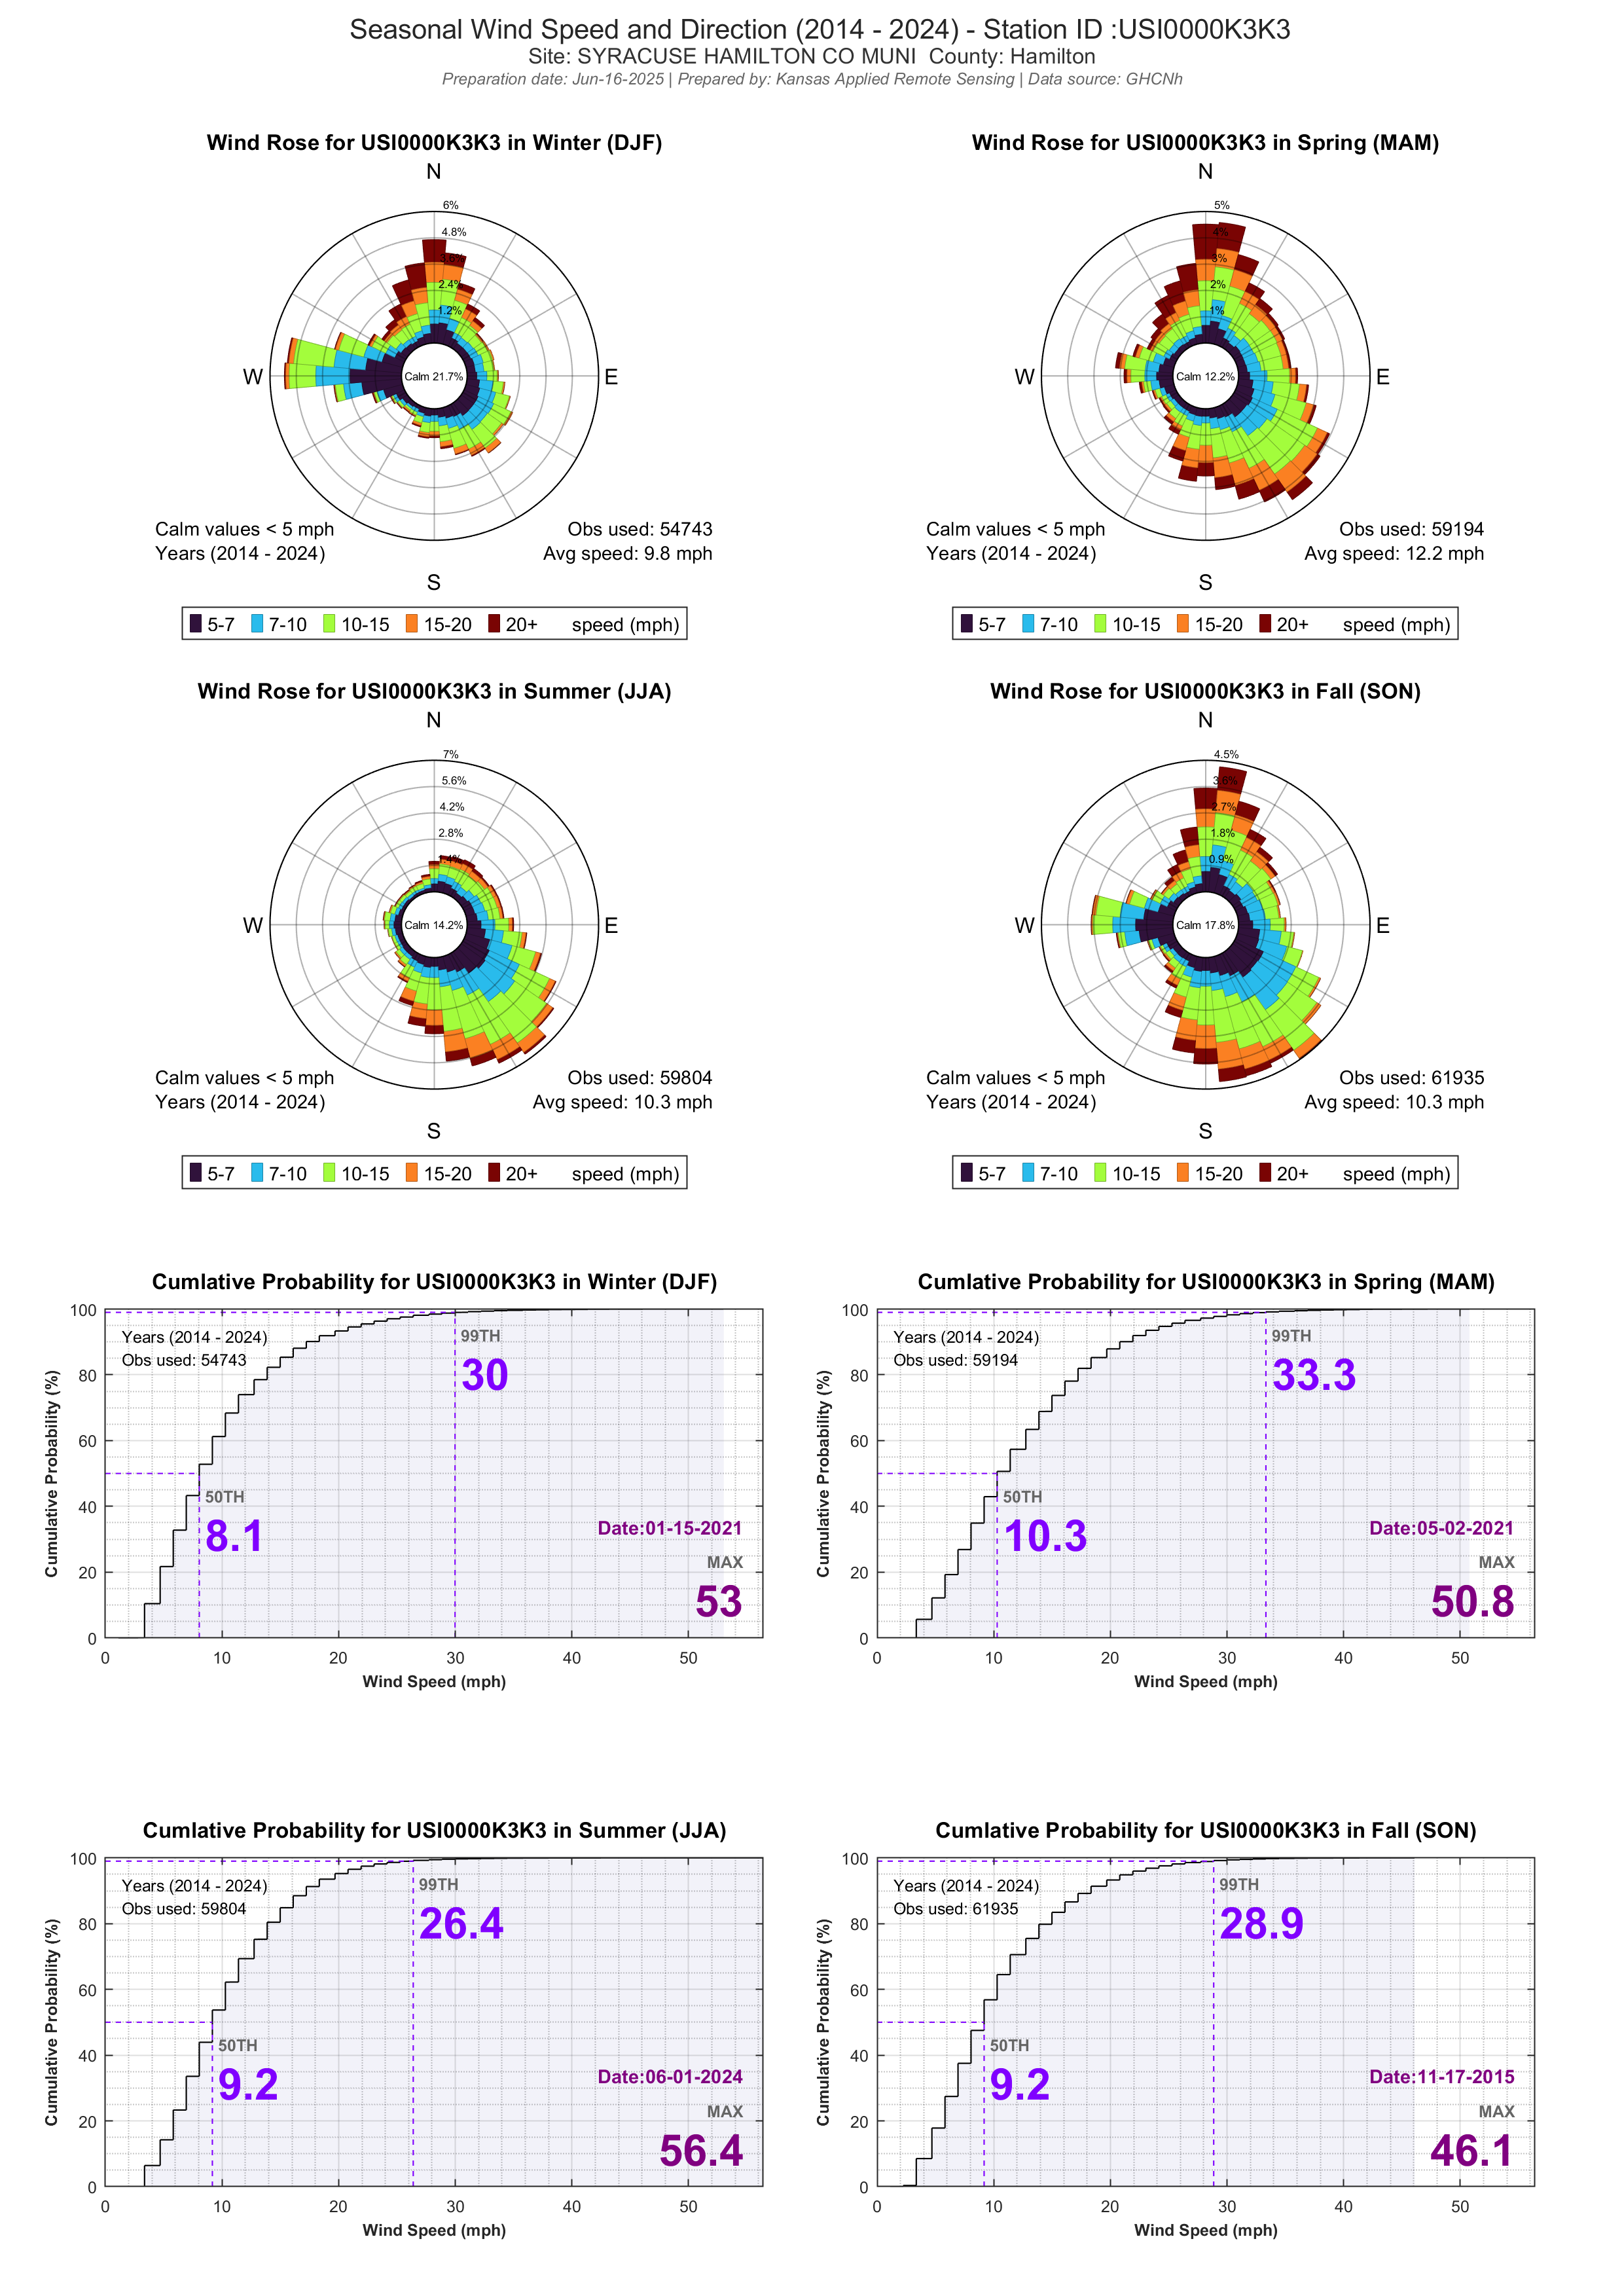 Seasonal Wind Speed and Direction (2014 - 2024) - Station ID :USI0000K3K3
Site: SYRACUSE HAMILTON CO MUNI  County: Hamilton
Preparation date: Jun-16-2025 | Prepared by: Kansas Applied Remote Sensing | Data source: GHCNh
Wind Rose for USI0000K3K3 in Winter (DJF)
N
6%
4.8%
3.6%
2.4%
1.2%
W
Calm 21.7%
E
Calm values < 5 mph
Years (2014 - 2024)
Obs used: 54743
Avg speed: 9.8 mph
S
5-7 7-10 10-15 15-20 20+ speed (mph)
Wind Rose for USI0000K3K3 in Spring (MAM)
N
5%
4%
3%
2%
1%
W
Calm 12.2%
E
Calm values < 5 mph
Years (2014 - 2024)
Obs used: 59194
Avg speed: 12.2 mph
S
5-7 7-10 10-15 15-20 20+ speed (mph)
Wind Rose for USI0000K3K3 in Summer (JJA)
N
7%
5.6%
4.2%
2.8%
1.4%
W
Calm 14.2%
E
Calm values < 5 mph
Years (2014 - 2024)
Obs used: 59804
Avg speed: 10.3 mph
S
5-7 7-10 10-15 15-20 20+ speed (mph)
Wind Rose for USI0000K3K3 in Fall (SON)
N
4.5%
3.6%
2.7%
1.8%
0.9%
W
Calm 17.8%
E
Calm values < 5 mph
Years (2014 - 2024)
Obs used: 61935
Avg speed: 10.3 mph
S
5-7 7-10 10-15 15-20 20+ speed (mph)
Cumlative Probability for USI0000K3K3 in Winter (DJF)
Cumulative Probability (%)
100
80
60
40
20
0
Years (2014 - 2024)
Obs used: 54743
99TH
30
50TH
8.1
Date:01-15-2021
MAX
53
0 10 20 30 40 50
Wind Speed (mph)
Cumlative Probability for USI0000K3K3 in Spring (MAM)
Cumulative Probability (%)
100
80
60
40
20
0
Years (2014 - 2024)
Obs used: 59194
99TH
33.3
50TH
10.3
Date:05-02-2021
MAX
50.8
0 10 20 30 40 50
Wind Speed (mph)
Cumlative Probability for USI0000K3K3 in Summer (JJA)
Cumulative Probability (%)
100
80
60
40
20
0
Years (2014 - 2024)
Obs used: 59804
99TH
26.4
50TH
9.2
Date:06-01-2024
MAX
56.4
0 10 20 30 40 50
Wind Speed (mph)
Cumlative Probability for USI0000K3K3 in Fall (SON)
Cumulative Probability (%)
100
80
60
40
20
0
Years (2014 - 2024)
Obs used: 61935
99TH
28.9
50TH
9.2
Date:11-17-2015
MAX
46.1
0 10 20 30 40 50
Wind Speed (mph)